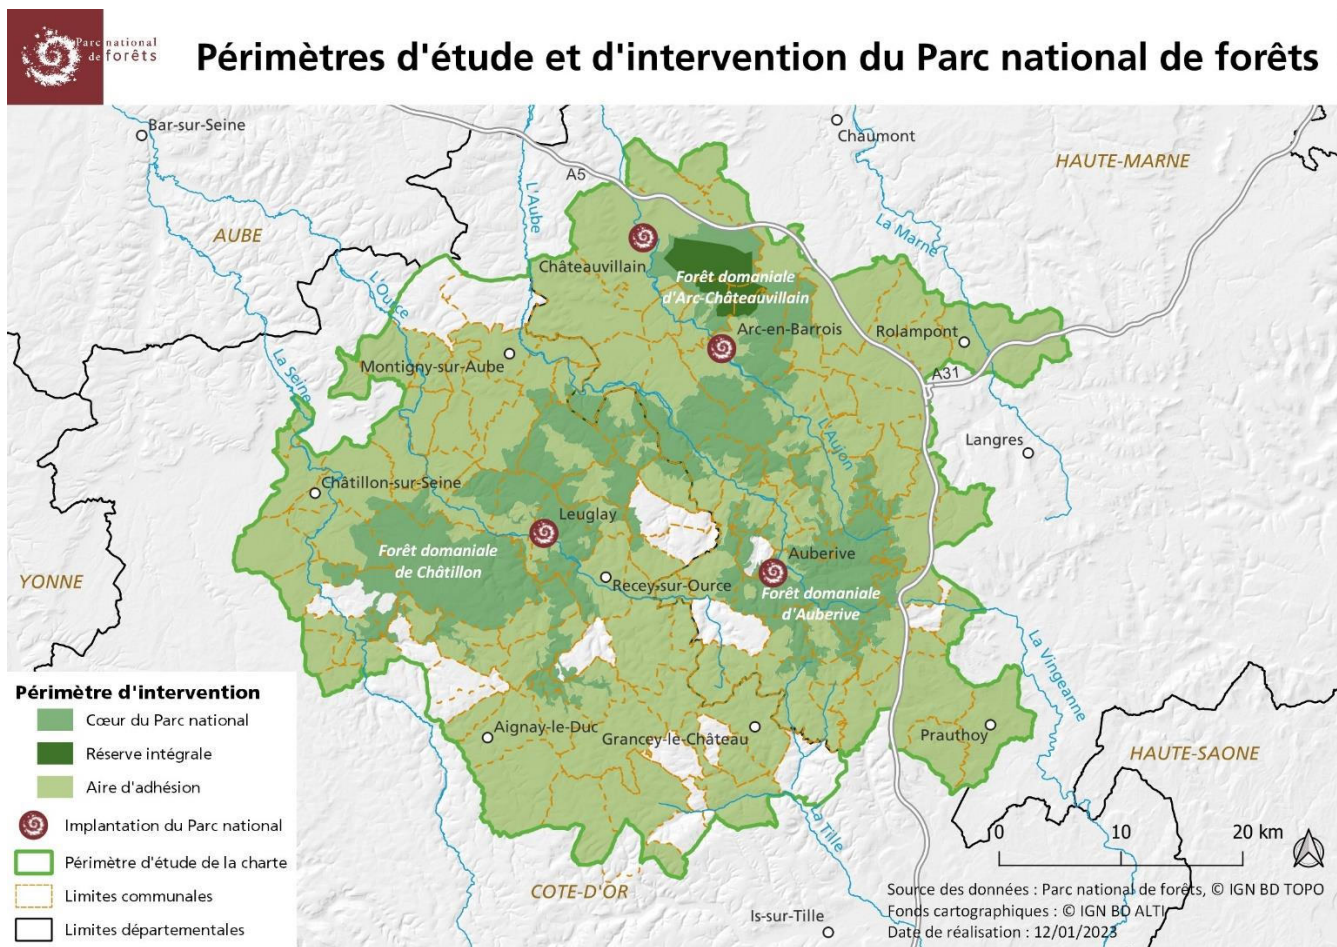 Parc national
de forêts
Périmètres d'étude et d'intervention du Parc national de forêts
Bar-sur-Seine
Chaumont
HAUTE-MARNE
A5
L'Aube
AUBE
La Marne
Châteauvillain
Forêt domaniale
d'Arc-Châteauvillain
L'Ource
Arc-en-Barrois
Rolampont
La Seine
Montigny-sur-Aube
A31
L'Aujon
Langres
Châtillon-sur-Seine
Leuglay
Forêt domaniale
de Châtillon
Auberive
YONNE
Recey-sur-Ource
Forêt domaniale
d'Auberive
La Vingeanne
Périmètre d'intervention
Cœur du Parc national
Réserve intégrale
Aire d'adhésion
Implantation du Parc national
Périmètre d'étude de la charte
Limites communales
Limites départementales
Aignay-le-Duc
Grancey-le-Château
Prauthoy
HAUTE-SAONE
La Tille
0 10 20 km
COTE-D'OR
Is-sur-Tille
Source des données : Parc national de forêts, © IGN BD TOPO
Fonds cartographiques : © IGN BD ALTI
Date de réalisation : 12/01/2023